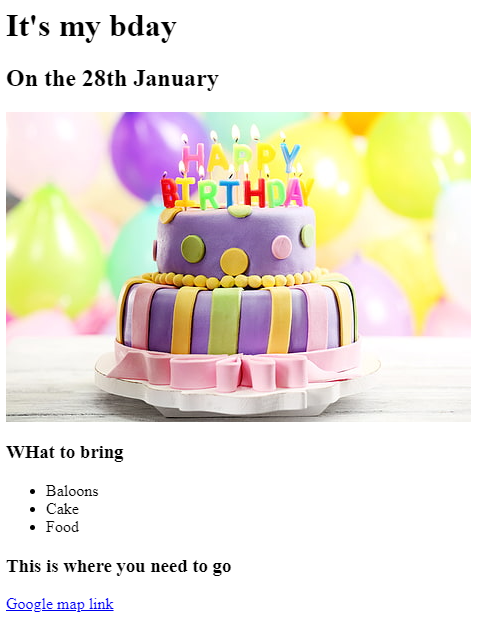 It's my bday
On the 28th January
HAPPY
BIRTHDAY
WHat to bring
Baloons
Cake
Food
This is where you need to go
Google map link